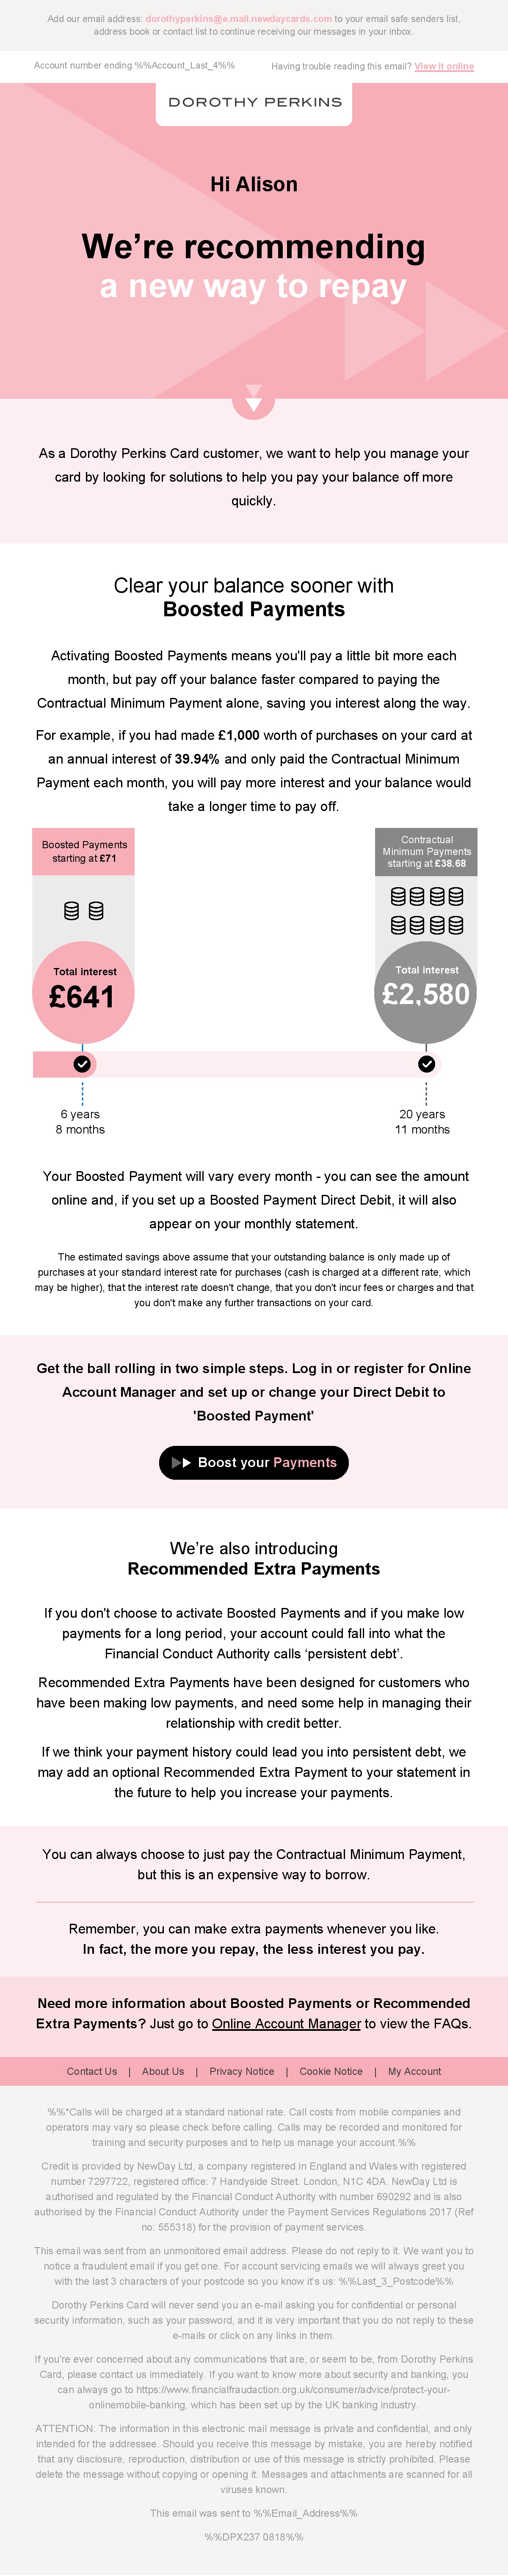 Add our email address: dorothyperkins@e.mail.newdaycards.com to your email safe senders list,
address book or contact list to continue receiving our messages in your inbox.
Account number ending %%Account_Last_4%%
Having trouble reading this email? View it online
DOROTHY PERKINS
Hi Alison
We're recommending
a new way to repay
As a Dorothy Perkins Card customer, we want to help you manage your
card by looking for solutions to help you pay your balance off more
quickly.
Clear your balance sooner with
Boosted Payments
Activating Boosted Payments means you'll pay a little bit more each
month, but pay off your balance faster compared to paying the
Contractual Minimum Payment alone, saving you interest along the way.
For example, if you had made £1,000 worth of purchases on your card at
an annual interest of 39.94% and only paid the Contractual Minimum
Payment each month, you will pay more interest and your balance would
take a longer time to pay off.
Boosted Payments
starting at £71
Total interest
£641
6 years
8 months
Contractual
Minimum Payments
starting at £38.68
Total interest
£2,580
20 years
11 months
Your Boosted Payment will vary every month - you can see the amount
online and, if you set up a Boosted Payment Direct Debit, it will also
appear on your monthly statement.
The estimated savings above assume that your outstanding balance is only made up of
purchases at your standard interest rate for purchases (cash is charged at a different rate, which
may be higher), that the interest rate doesn't change, that you don't incur fees or charges and that
you don't make any further transactions on your card.
Get the ball rolling in two simple steps. Log in or register for Online
Account Manager and set up or change your Direct Debit to
'Boosted Payment'
Boost your Payments
We're also introducing
Recommended Extra Payments
If you don't choose to activate Boosted Payments and if you make low
payments for a long period, your account could fall into what the
Financial Conduct Authority calls ‘persistent debt’.
Recommended Extra Payments have been designed for customers who
have been making low payments, and need some help in managing their
relationship with credit better.
If we think your payment history could lead you into persistent debt, we
may add an optional Recommended Extra Payment to your statement in
the future to help you increase your payments.
You can always choose to just pay the Contractual Minimum Payment,
but this is an expensive way to borrow.
Remember, you can make extra payments whenever you like.
In fact, the more you repay, the less interest you pay.
Need more information about Boosted Payments or Recommended
Extra Payments? Just go to Online Account Manager to view the FAQs.
Contact Us | About Us | Privacy Notice | Cookie Notice | My Account
%%*Calls will be charged at a standard national rate. Call costs from mobile companies and
operators may vary so please check before calling. Calls may be recorded and monitored for
training and security purposes and to help us manage your account.%%
Credit is provided by NewDay Ltd, a company registered in England and Wales with registered
number 7297722, registered office: 7 Handyside Street. London, N1C 4DA. NewDay Ltd is
authorised and regulated by the Financial Conduct Authority with number 690292 and is also
authorised by the Financial Conduct Authority under the Payment Services Regulations 2017 (Ref
no: 555318) for the provision of payment services.
This email was sent from an unmonitored email address. Please do not reply to it. We want you to
notice a fraudulent email if you get one. For account servicing emails we will always greet you
with the last 3 characters of your postcode so you know it's us: %%Last_3_Postcode%%
Dorothy Perkins Card will never send you an e-mail asking you for confidential or personal
security information, such as your password, and it is very important that you do not reply to these
e-mails or click on any links in them.
If you're ever concerned about any communications that are, or seem to be, from Dorothy Perkins
Card, please contact us immediately. If you want to know more about security and banking, you
can always go to https://www.financialfraudaction.org.uk/consumer/advice/protect-your-
onlinemobile-banking, which has been set up by the UK banking industry.
ATTENTION: The information in this electronic mail message is private and confidential, and only
intended for the addressee. Should you receive this message by mistake, you are hereby notified
that any disclosure, reproduction, distribution or use of this message is strictly prohibited. Please
delete the message without copying or opening it. Messages and attachments are scanned for all
viruses known.
This email was sent to %%Email_Address%%
%%DPX237 0818%%